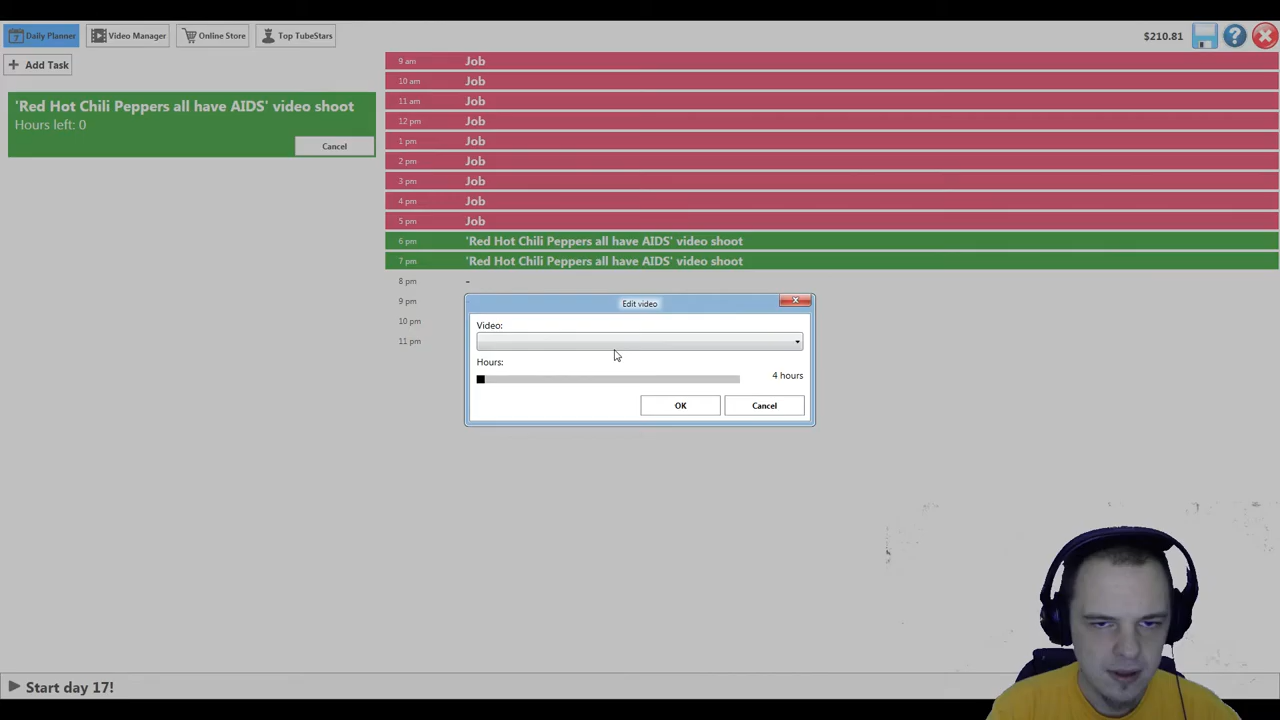 Daily Planner
Video Manager
Online Store
Top TubeStars
$210.81
+ Add Task
'Red Hot Chili Peppers all have AIDS' video shoot
Hours left: 0
Cancel
9 am Job
10 am Job
11 am Job
12 pm Job
1 pm Job
2 pm Job
3 pm Job
4 pm Job
5 pm Job
6 pm 'Red Hot Chili Peppers all have AIDS' video shoot
7 pm 'Red Hot Chili Peppers all have AIDS' video shoot
8 pm -
9 pm
10 pm
11 pm
Edit video
Video:
Hours:
4 hours
OK
Cancel
Start day 17!